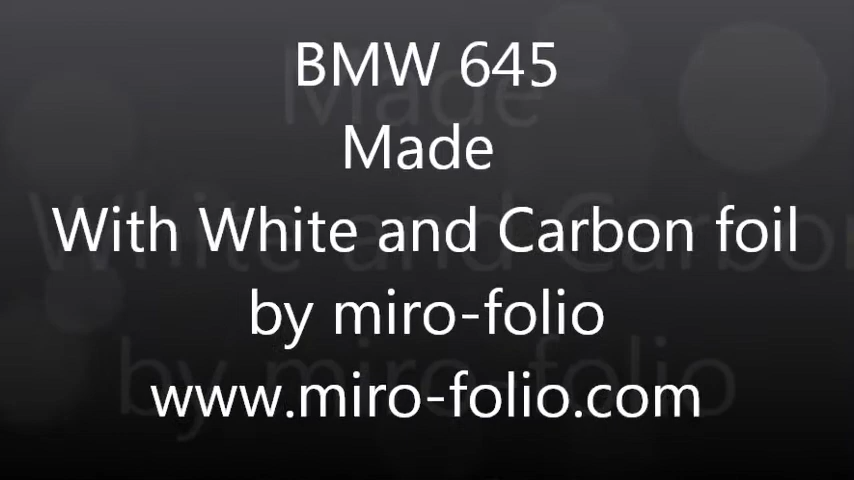 BMW 645
Made
With White and Carbon foil
by miro-folio
www.miro-folio.com